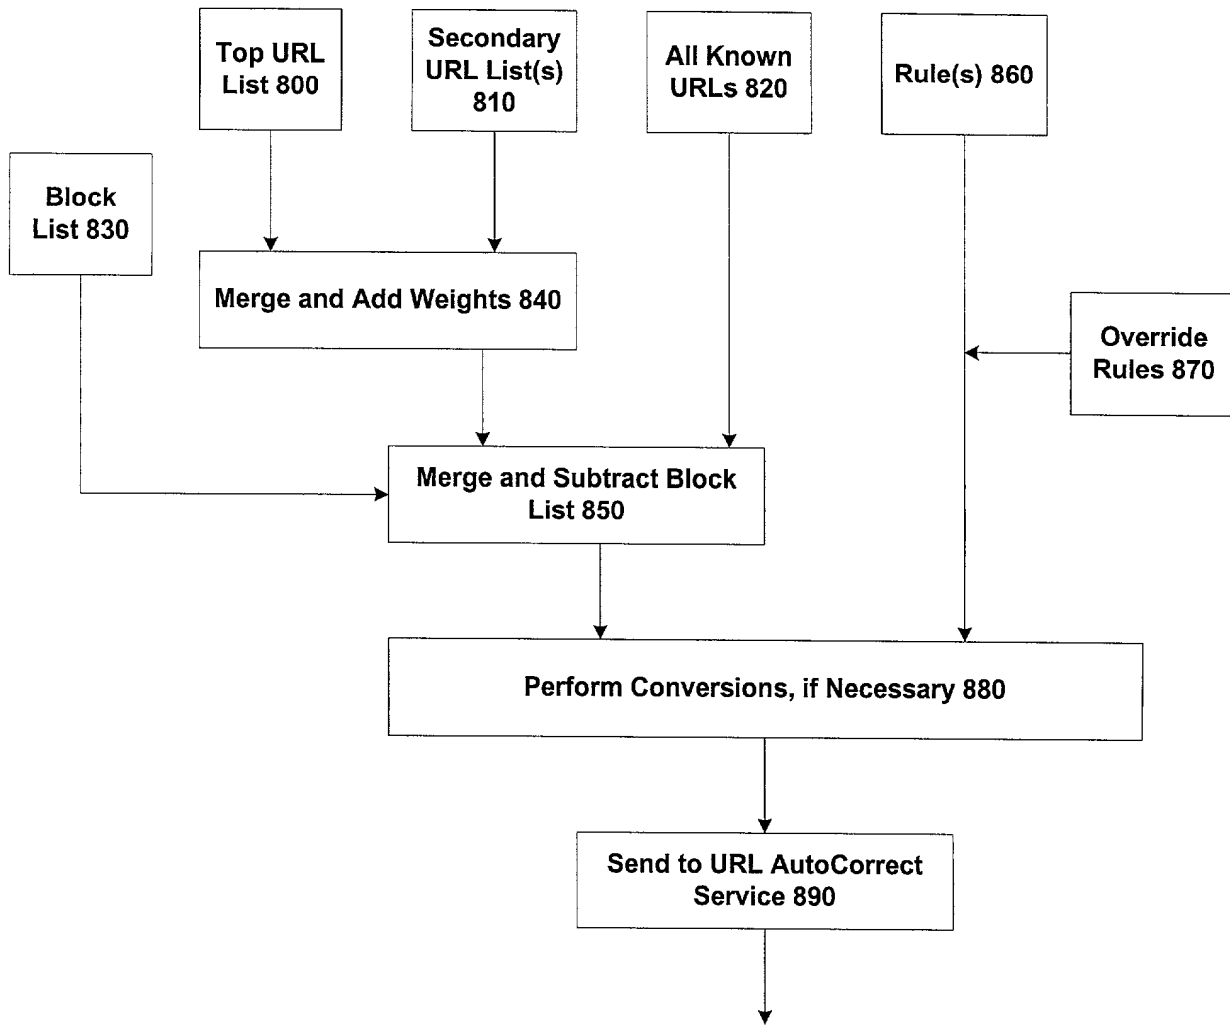 Top URL
List 800
Secondary
URL List(s)
810
All Known
URLs 820
Rule(s) 860
Block
List 830
Merge and Add Weights 840
Override
Rules 870
Merge and Subtract Block
List 850
Perform Conversions, if Necessary 880
Send to URL AutoCorrect
Service 890